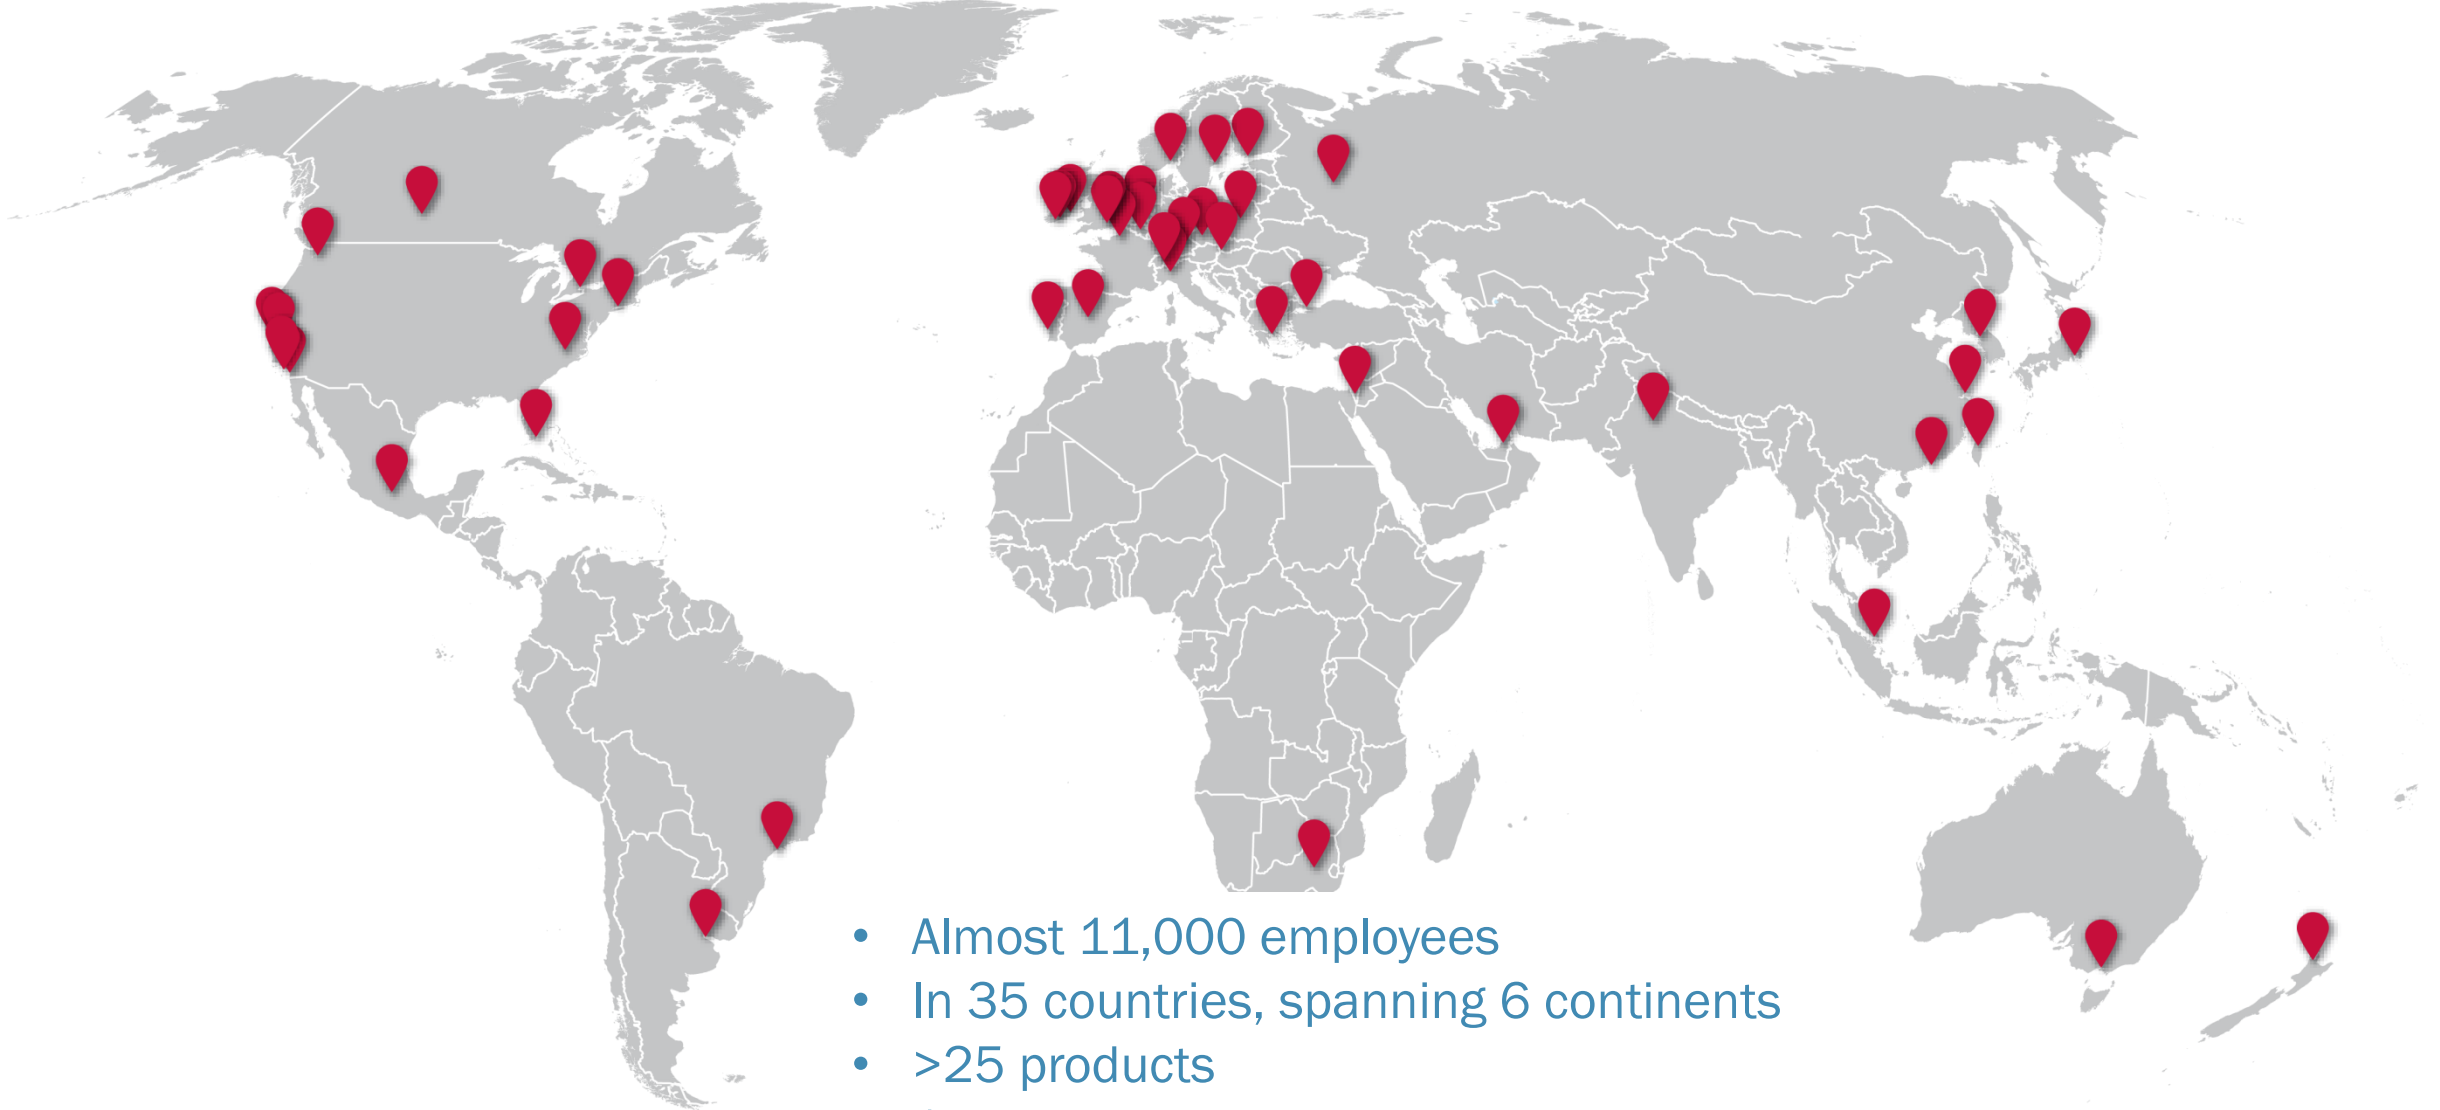 • Almost 11,000 employees
• In 35 countries, spanning 6 continents
• >25 products